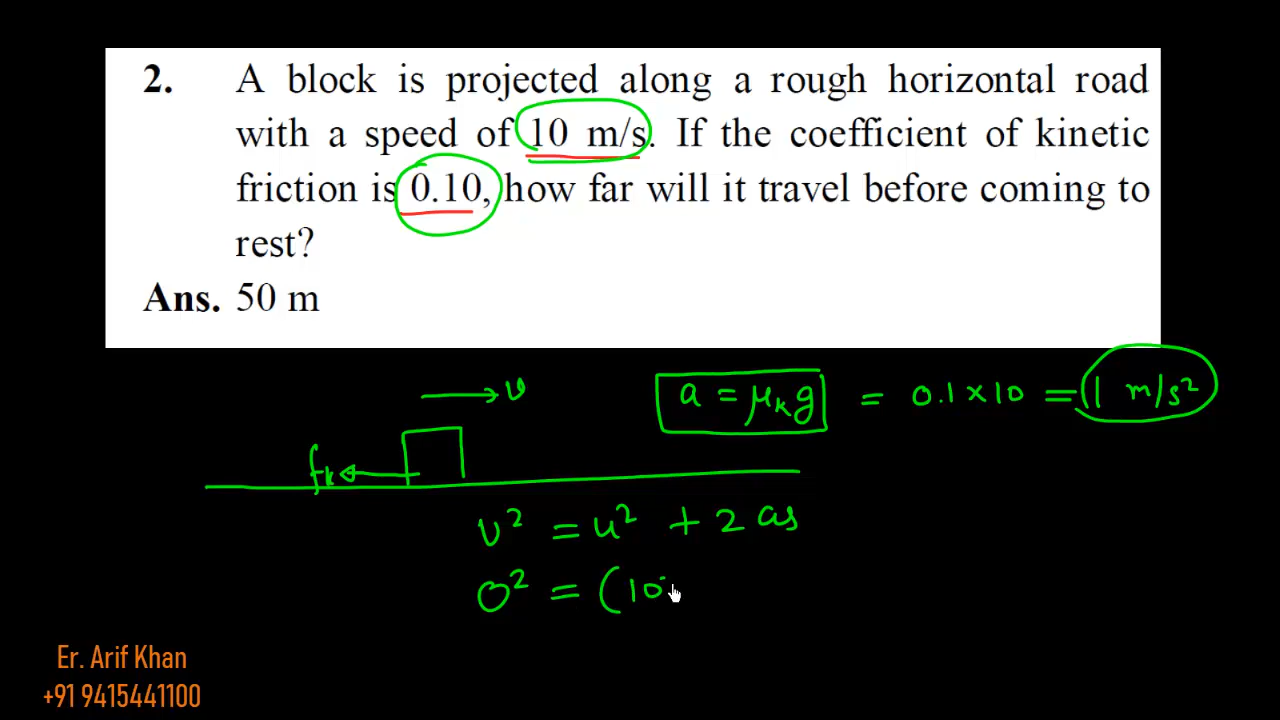 2. A block is projected along a rough horizontal road
with a speed of 10 m/s. If the coefficient of kinetic
friction is 0.10, how far will it travel before coming to
rest?
Ans. 50 m
v
a = μₖg = 0.1 × 10 = 1 m/s²
fₖ
v² = u² + 2 as
0² = (10
Er. Arif Khan
+91 9415441100